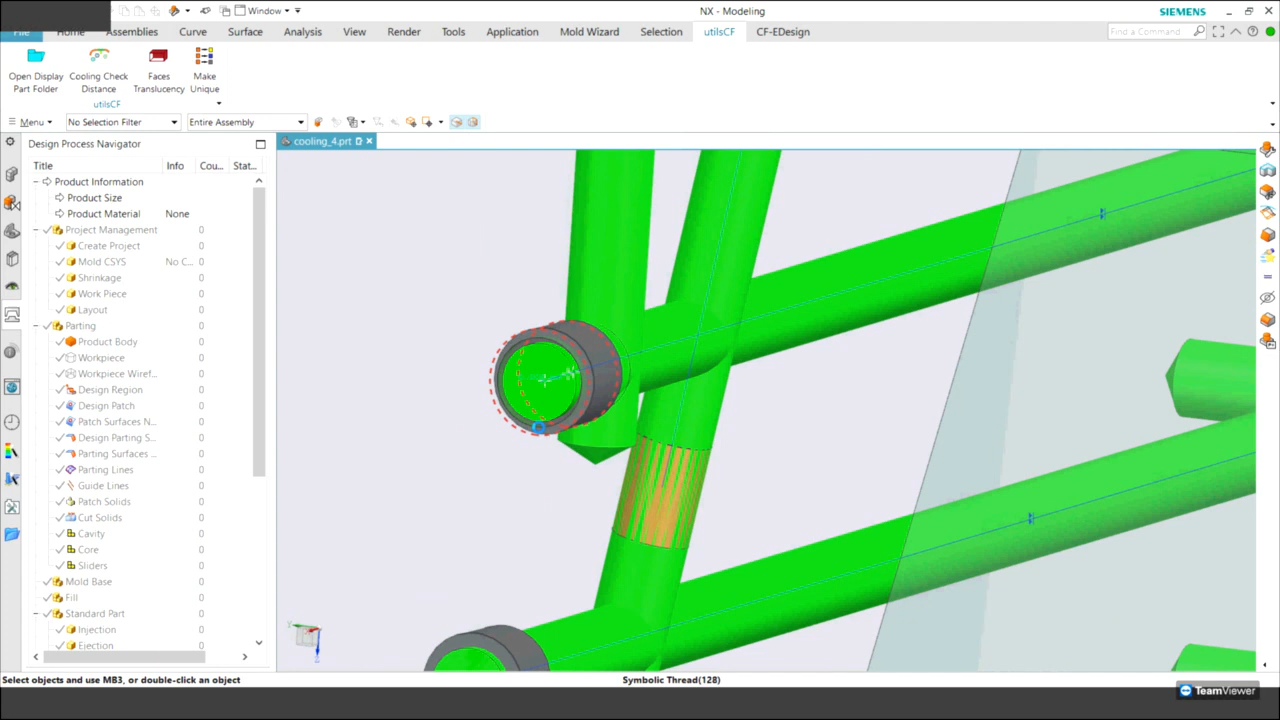 Window
NX - Modeling
SIEMENS
File
Home
Assemblies
Curve
Surface
Analysis
View
Render
Tools
Application
Mold Wizard
Selection
utilsCF
CF-EDesign
Find a Command
Open Display
Part Folder
Cooling Check
Distance
Faces
Translucency
Make
Unique
utilsCF
Menu
No Selection Filter
Entire Assembly
Design Process Navigator
cooling_4.prt
Title Info Cou... Stat...
Product Information
Product Size
Product Material None
Project Management 0
Create Project 0
Mold CSYS No C... 0
Shrinkage 0
Work Piece 0
Layout 0
Parting 0
Product Body 0
Workpiece 0
Workpiece Wiref... 0
Design Region 0
Design Patch 0
Patch Surfaces N... 0
Design Parting S... 0
Parting Surfaces ... 0
Parting Lines 0
Guide Lines 0
Patch Solids 0
Cut Solids 0
Cavity 0
Core 0
Sliders 0
Mold Base 0
Fill 0
Standard Part 0
Injection 0
Ejection 0
Select objects and use MB3, or double-click an object
Symbolic Thread(128)
TeamViewer